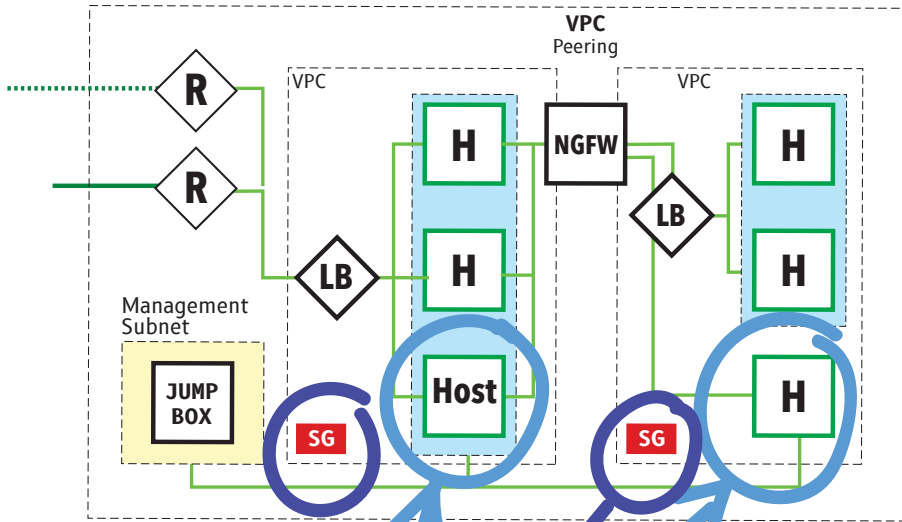 VPC
Peering
VPC
VPC
R
R
H
NGFW
H
LB
LB
H
H
Management
Subnet
JUMP
BOX
SG
Host
SG
H